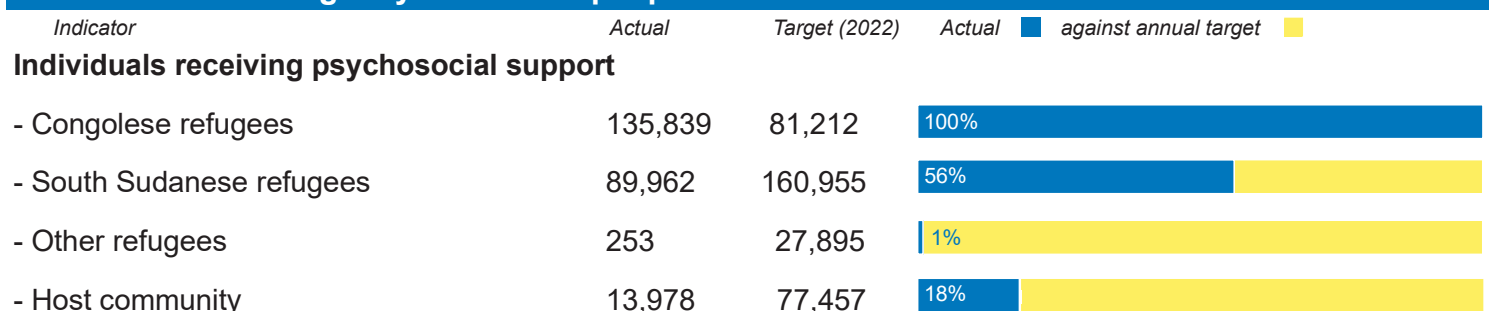 Indicator Actual Target (2022) Actual against annual target
Individuals receiving psychosocial support
- Congolese refugees 135,839 81,212 100%
- South Sudanese refugees 89,962 160,955 56%
- Other refugees 253 27,895 1%
- Host community 13,978 77,457 18%